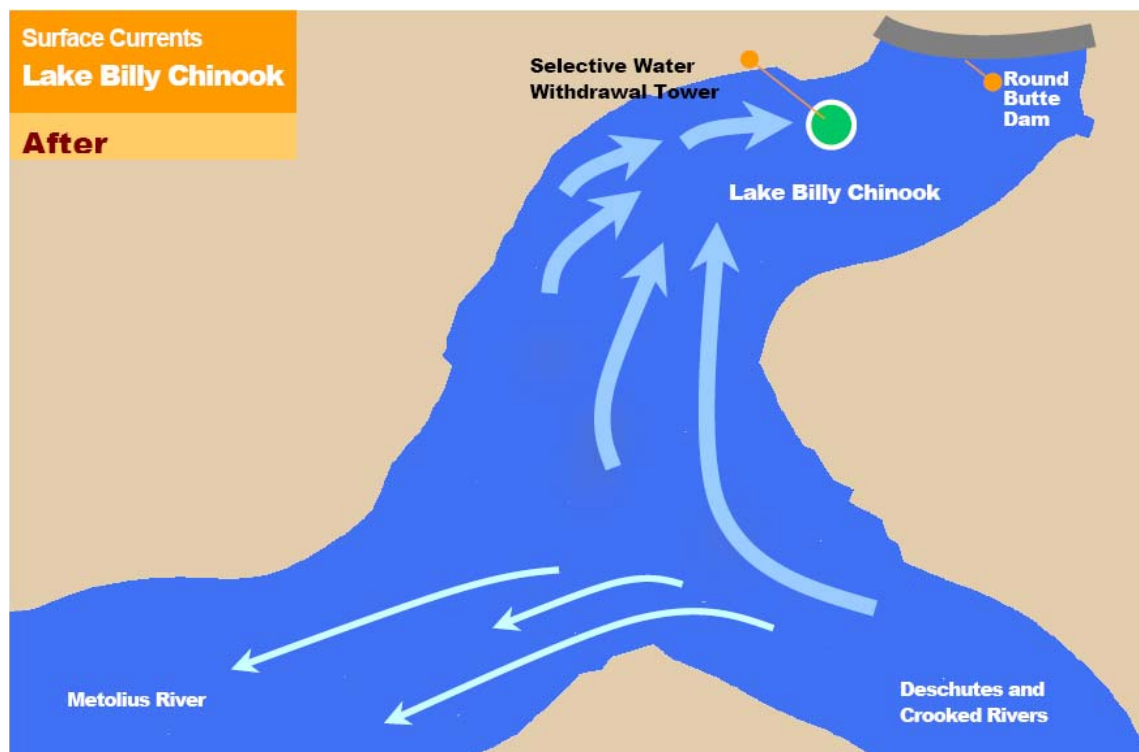 Surface Currents
Lake Billy Chinook
After
Selective Water
Withdrawal Tower
Round
Butte
Dam
Lake Billy Chinook
Metolius River
Deschutes and
Crooked Rivers